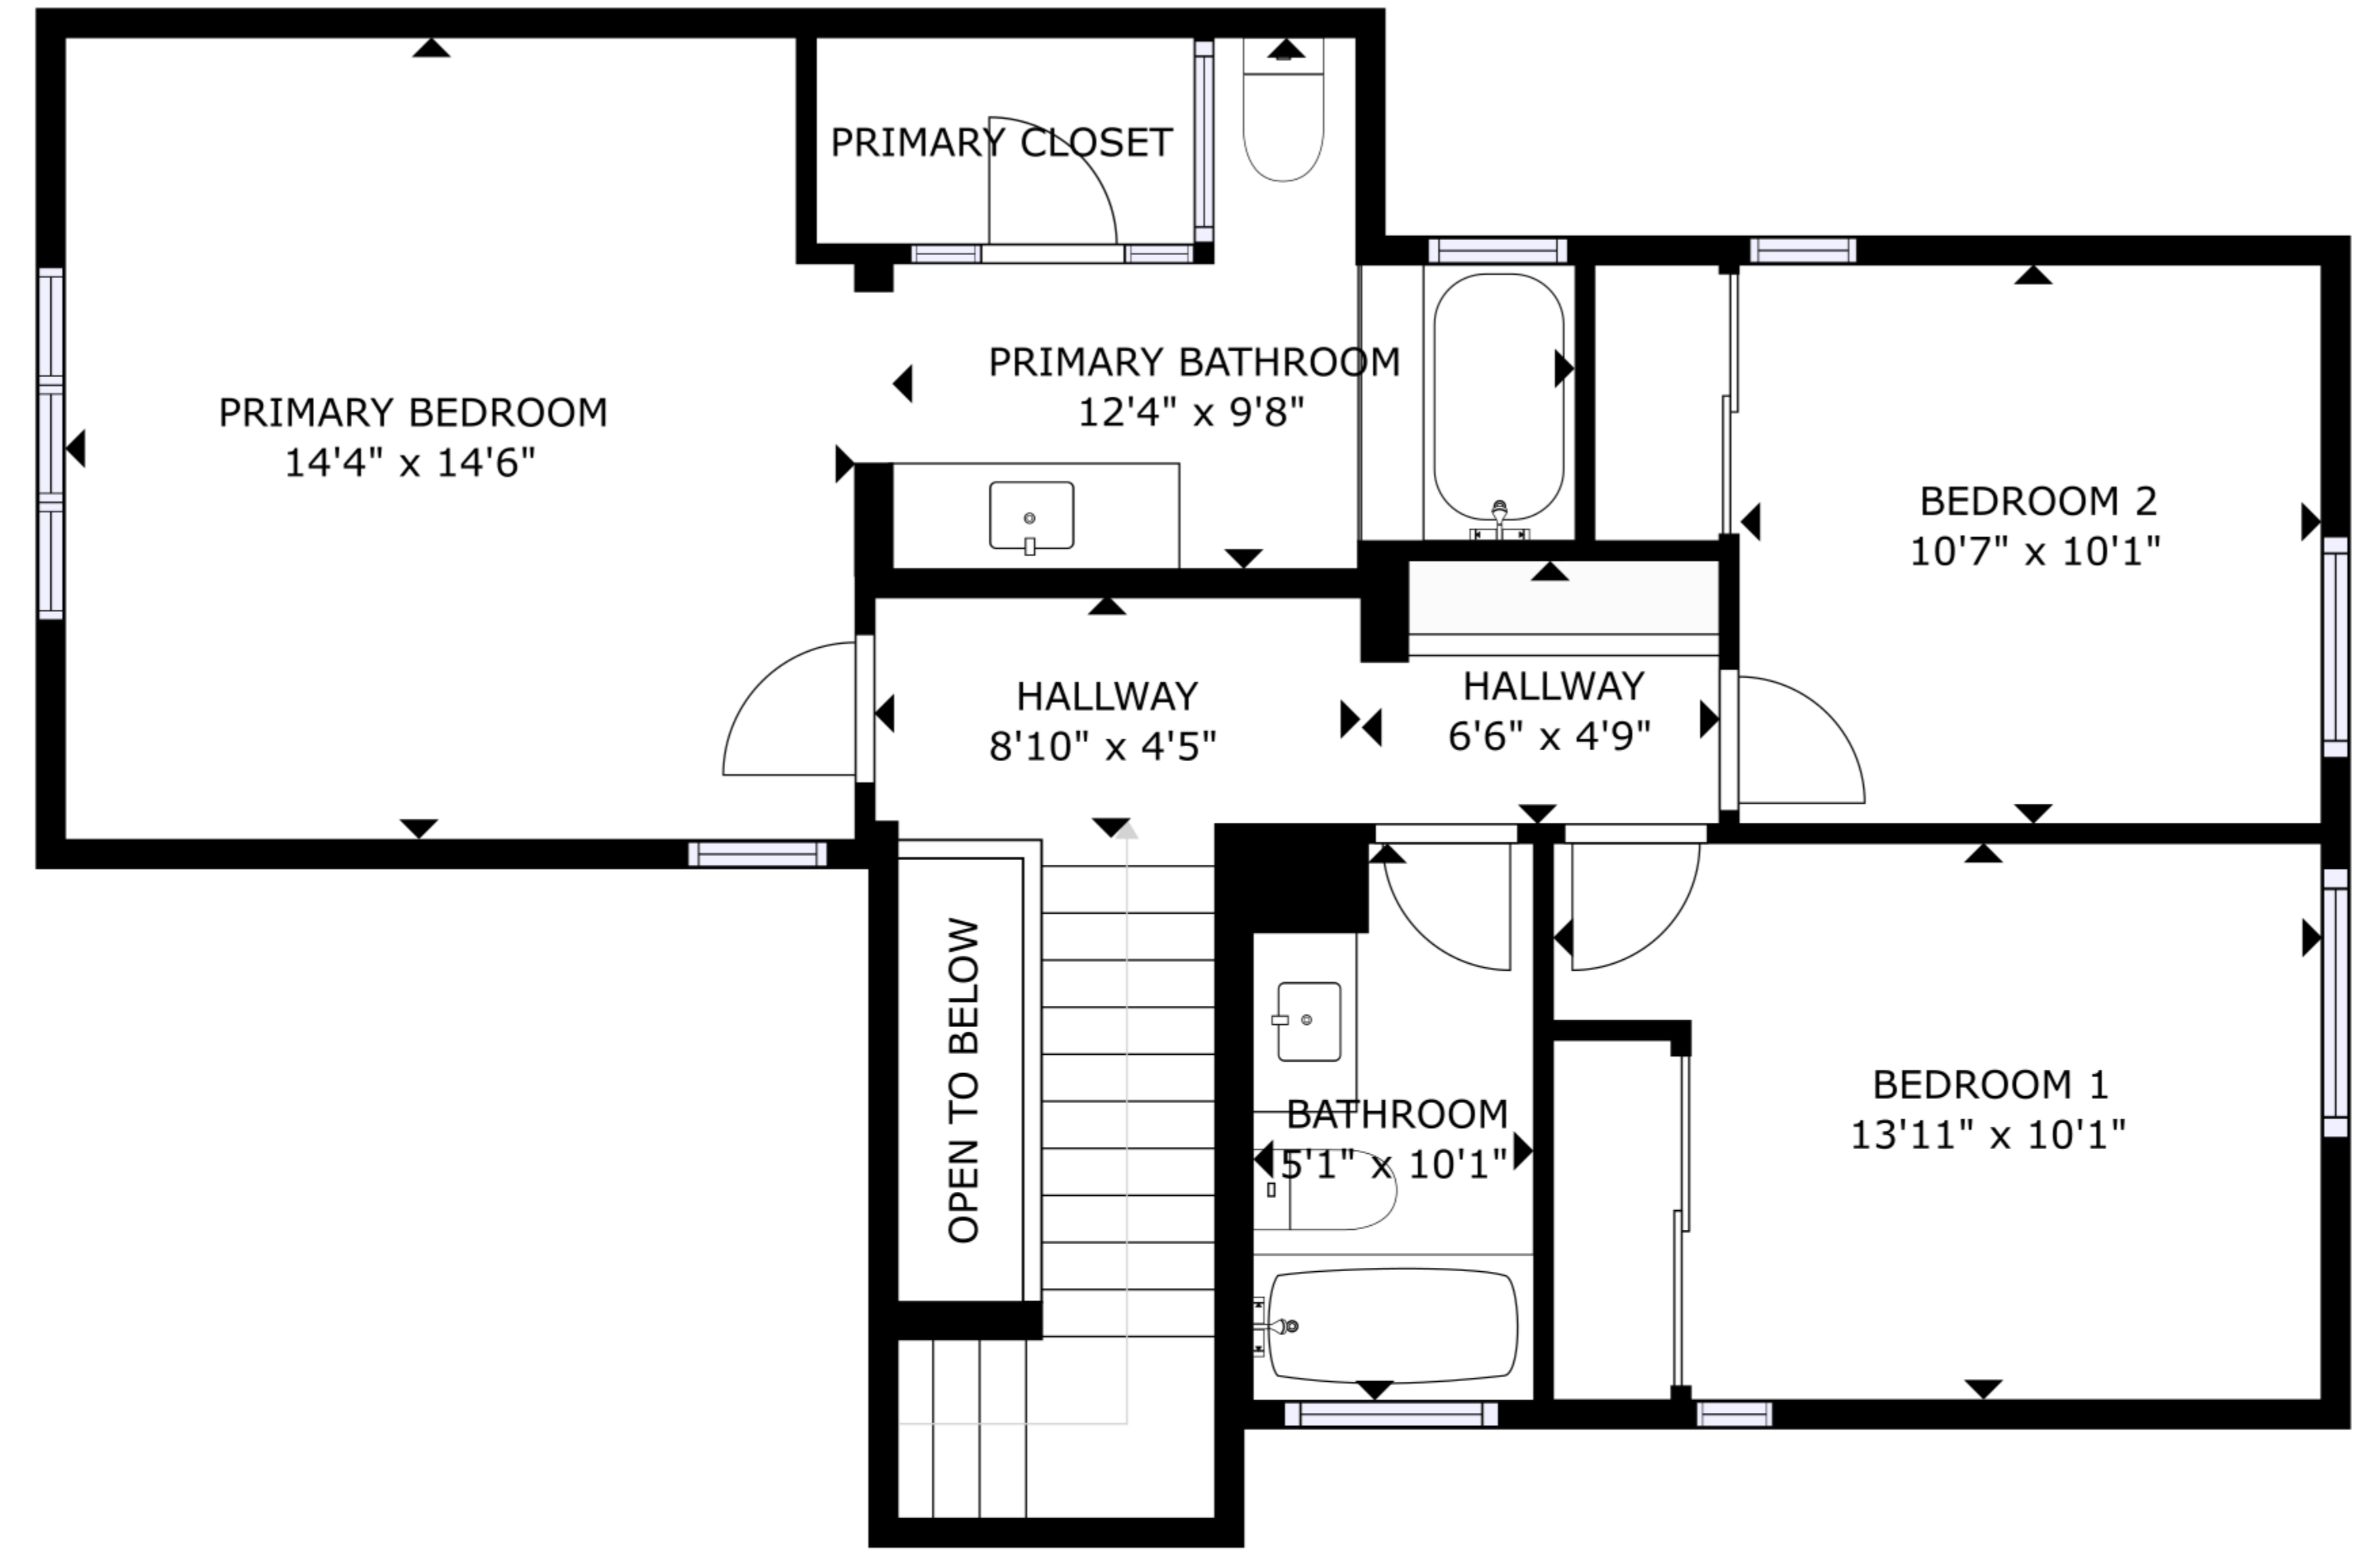 PRIMARY CLOSET
PRIMARY BATHROOM
12'4" x 9'8"
PRIMARY BEDROOM
14'4" x 14'6"
BEDROOM 2
10'7" x 10'1"
HALLWAY
8'10" x 4'5"
HALLWAY
6'6" x 4'9"
OPEN TO BELOW
BATHROOM
5'1" x 10'1"
BEDROOM 1
13'11" x 10'1"